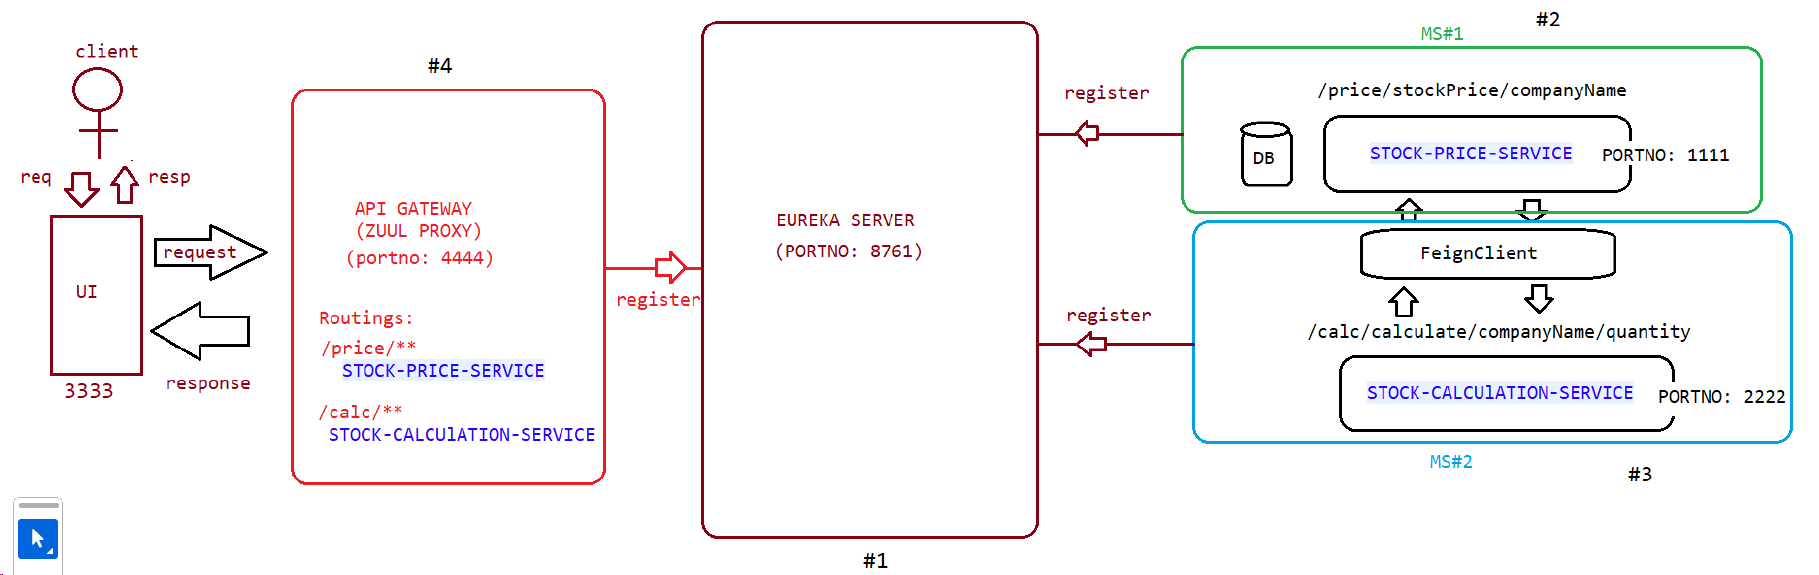 client
req
resp
UI
3333
request
response
#4
API GATEWAY
(ZUUL PROXY)
(portno: 4444)
Routings:
/price/**
STOCK-PRICE-SERVICE
/calc/**
STOCK-CALCUlATION-SERVICE
register
EUREKA SERVER
(PORTNO: 8761)
#1
register
register
#2
MS#1
/price/stockPrice/companyName
DB
STOCK-PRICE-SERVICE
PORTNO: 1111
FeignClient
/calc/calculate/companyName/quantity
STOCK-CALCUlATION-SERVICE
PORTNO: 2222
MS#2
#3